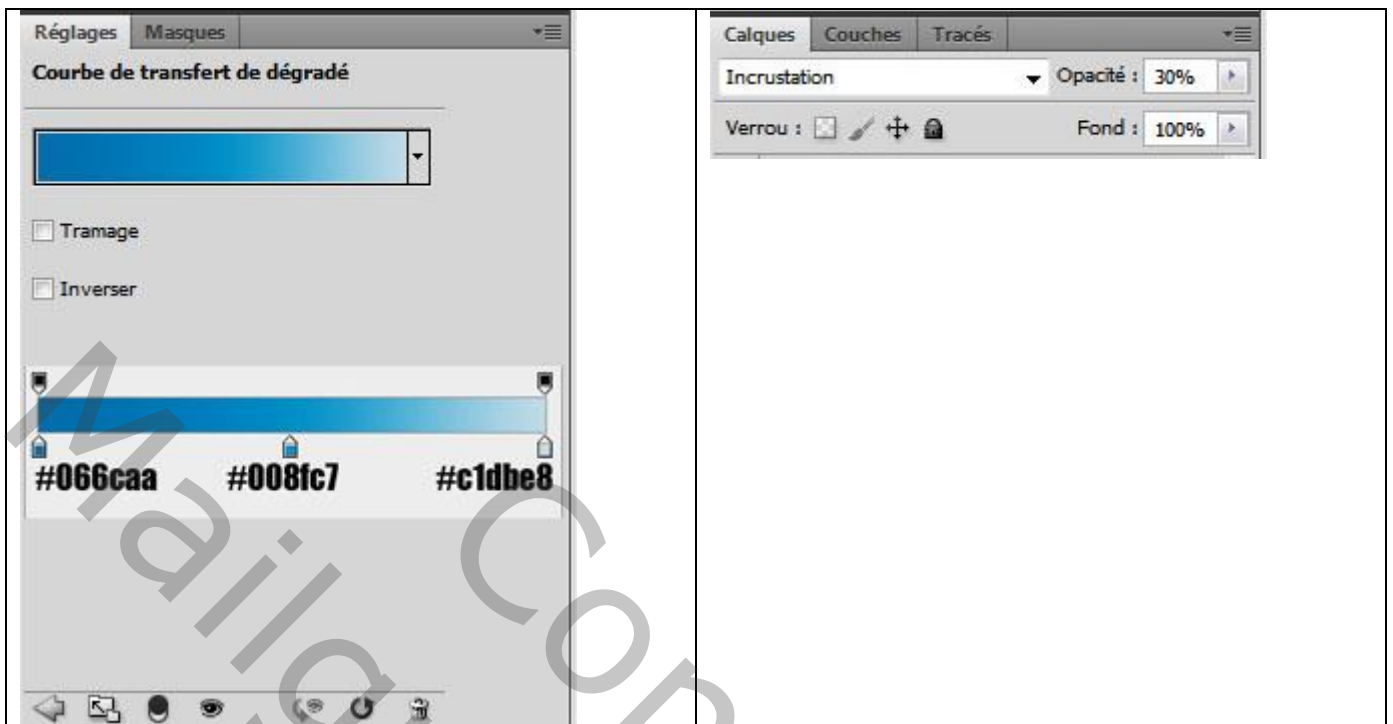 Réglages Masques
Courbe de transfert de dégradé
Tramage
Inverser
#066caa #008fc7 #c1dbe8
Calques Couches Tracés
Incrustation Opacité : 30%
Verrou : Fond : 100%